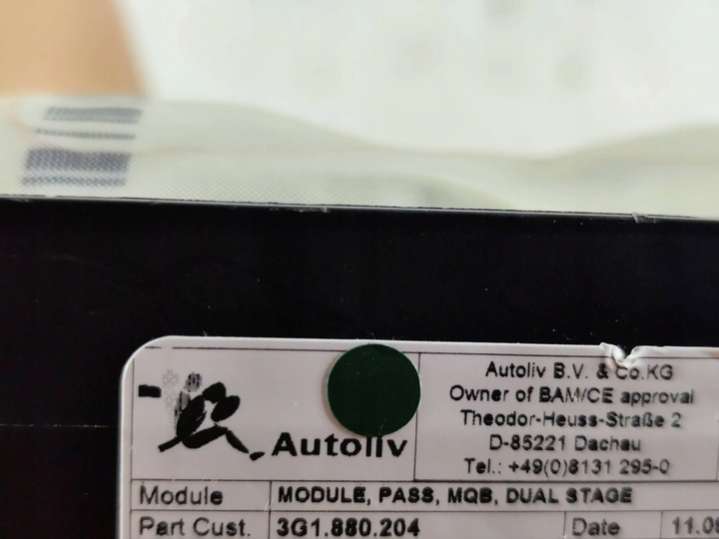 Autoliv
Autoliv B.V. & Co.KG
Owner of BAM/CE approval
Theodor-Heuss-Straße 2
D-85221 Dachau
Tel.: +49(0)8131 295-0
Module MODULE, PASS, MQB, DUAL STAGE
Part Cust. 3G1.880.204 Date